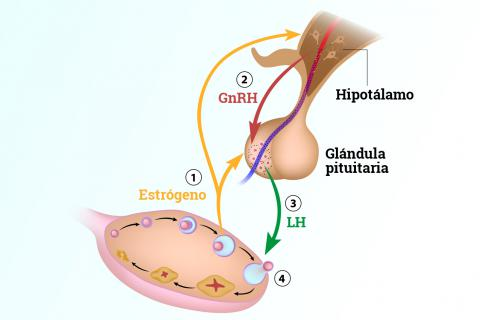 2
GnRH
Hipotálamo
Glándula
pituitaria
1
Estrógeno
3
LH
4